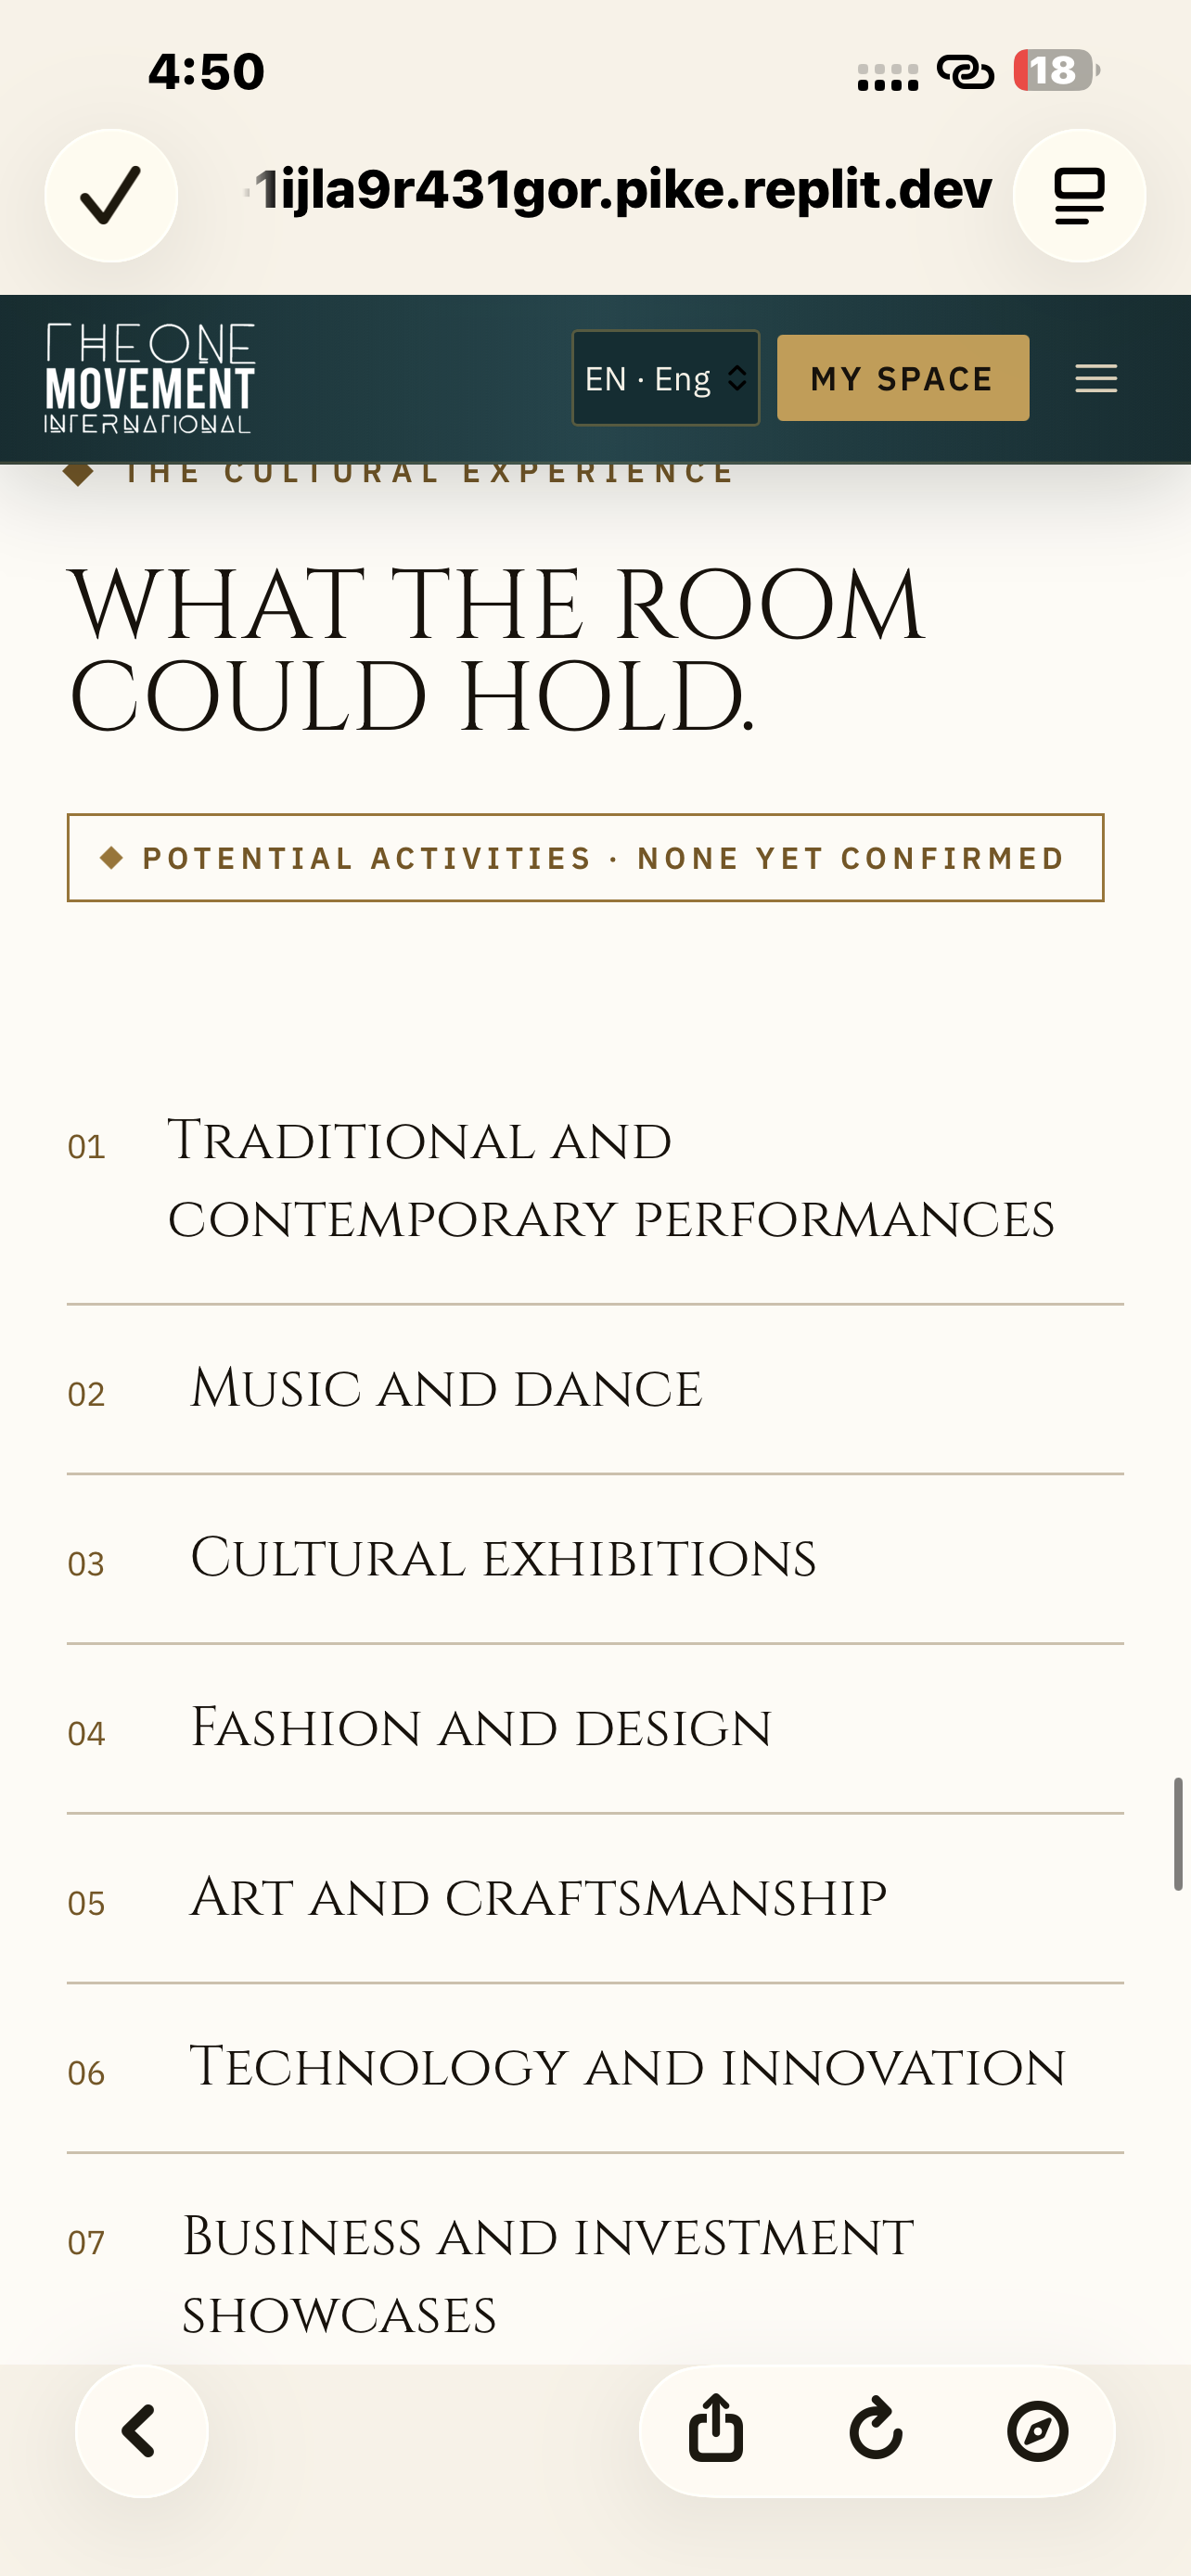 4:50
18
1ijla9r431gor.pike.replit.dev
THE ONE
MOVEMENT
INTERNATIONAL
EN · Eng
MY SPACE
THE CULTURAL EXPERIENCE
WHAT THE ROOM
COULD HOLD.
POTENTIAL ACTIVITIES · NONE YET CONFIRMED
01 Traditional and
contemporary performances
02 Music and dance
03 Cultural exhibitions
04 Fashion and design
05 Art and craftsmanship
06 Technology and innovation
07 Business and investment
showcases